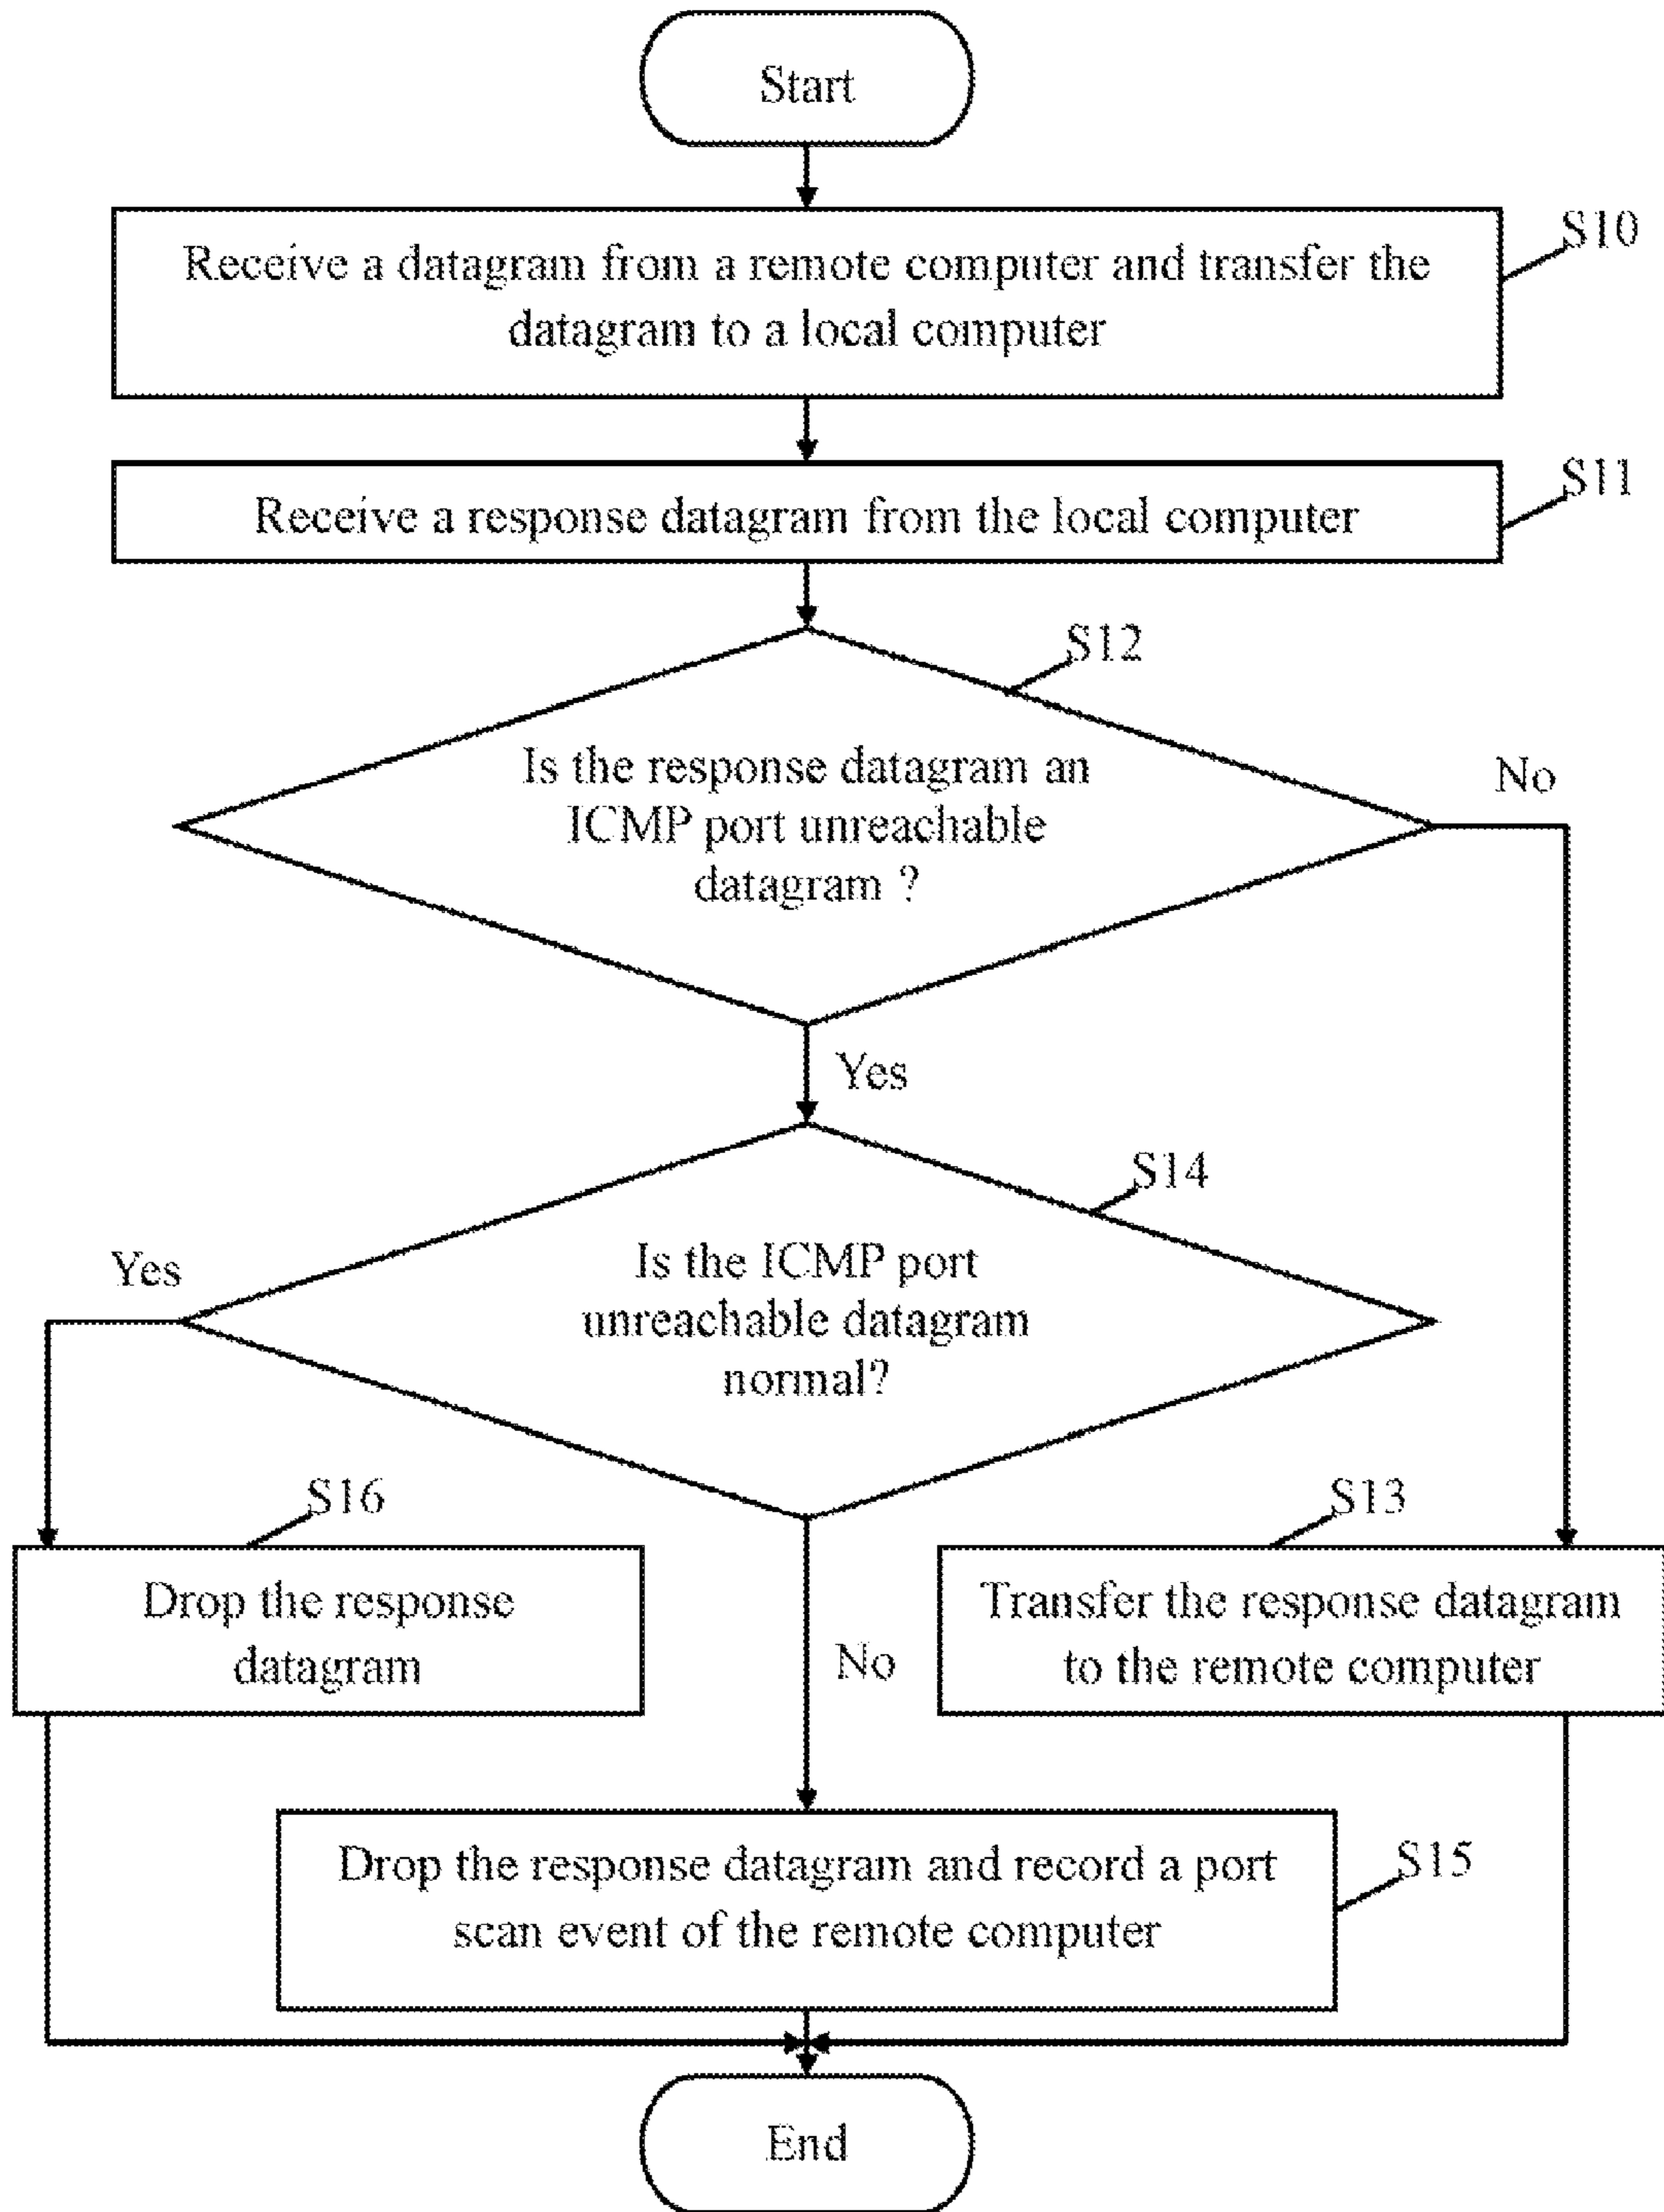 Start
S10
Receive a datagram from a remote computer and transfer the
datagram to a local computer
S11
Receive a response datagram from the local computer
S12
Is the response datagram an
ICMP port unreachable
datagram ?
No
Yes
S14
Is the ICMP port
unreachable datagram
normal?
Yes
S16
Drop the response
datagram
No
S13
Transfer the response datagram
to the remote computer
S15
Drop the response datagram and record a port
scan event of the remote computer
End